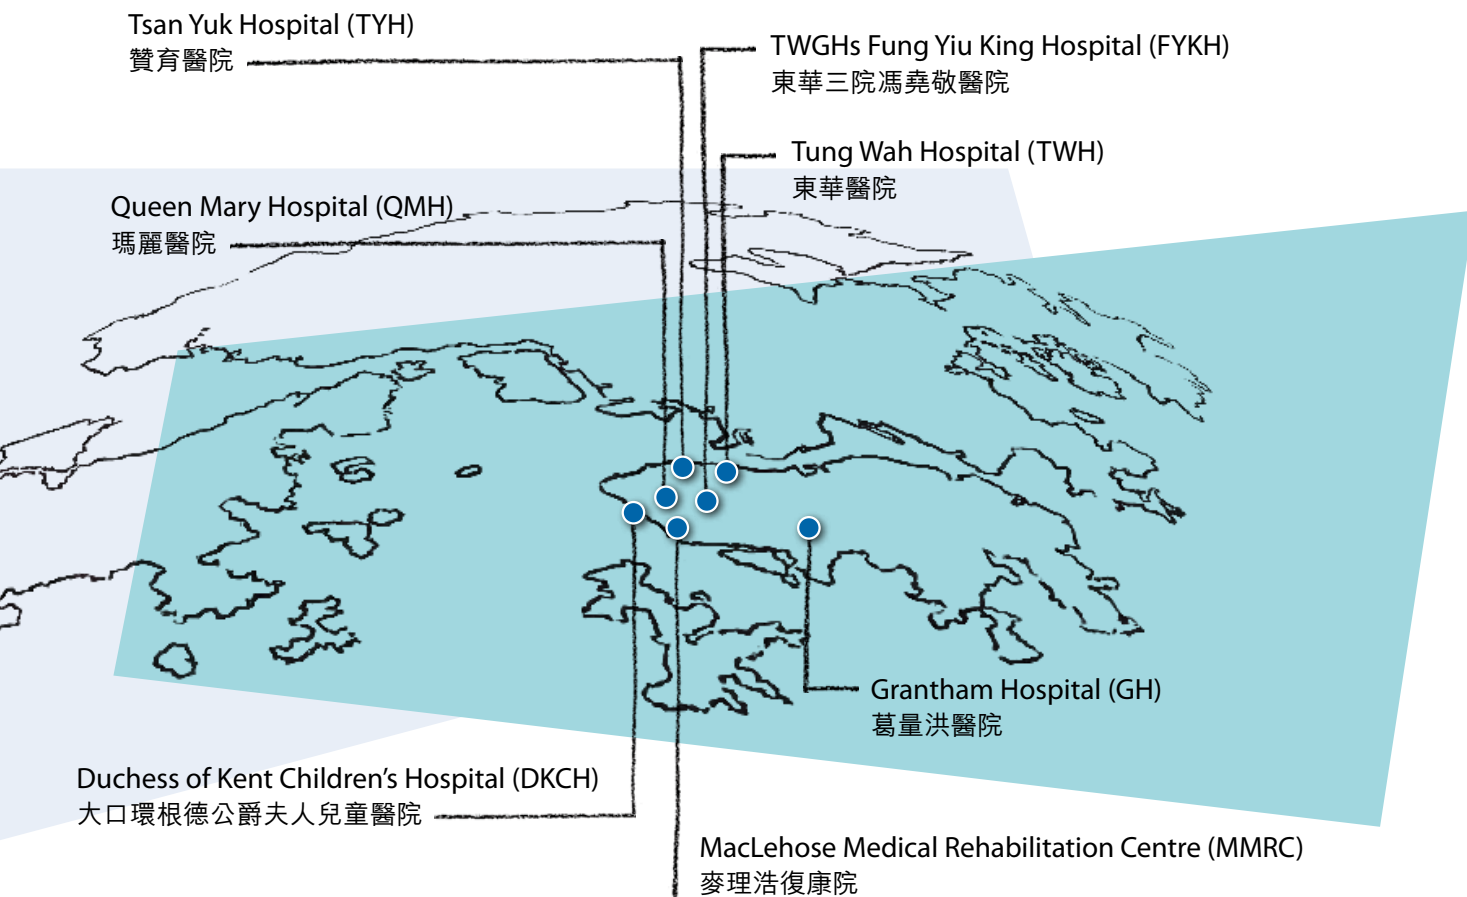 Tsan Yuk Hospital (TYH)
贊育醫院
TWGHs Fung Yiu King Hospital (FYKH)
東華三院馮堯敬醫院
Tung Wah Hospital (TWH)
東華醫院
Queen Mary Hospital (QMH)
瑪麗醫院
Grantham Hospital (GH)
葛量洪醫院
Duchess of Kent Children's Hospital (DKCH)
大口環根德公爵夫人兒童醫院
MacLehose Medical Rehabilitation Centre (MMRC)
麥理浩復康院